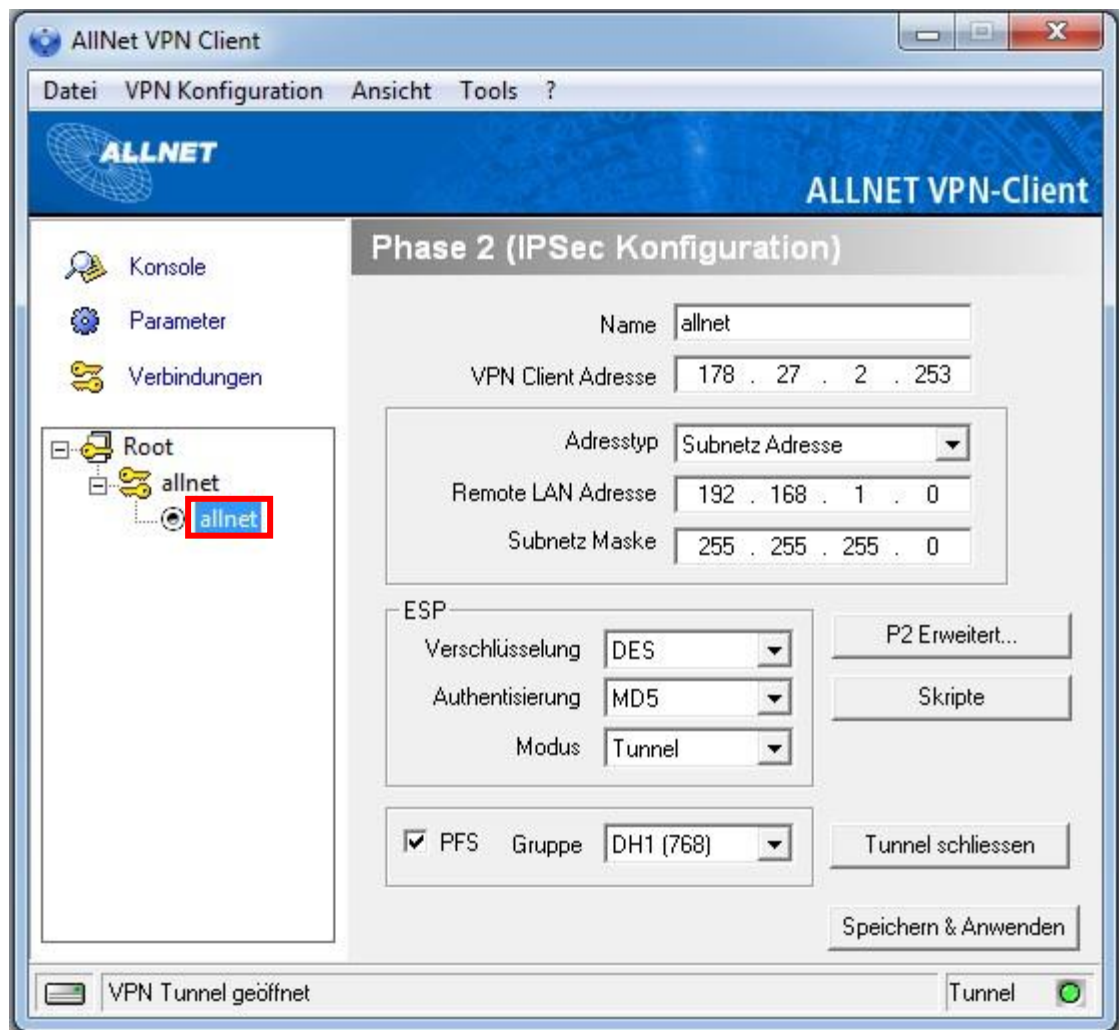 AllNet VPN Client
Datei VPN Konfiguration Ansicht Tools ?
ALLNET
ALLNET VPN-Client
Konsole
Parameter
Verbindungen
Root
allnet
allnet
Phase 2 (IPSec Konfiguration)
Name allnet
VPN Client Adresse 178 . 27 . 2 . 253
Adresstyp Subnetz Adresse
Remote LAN Adresse 192 . 168 . 1 . 0
Subnetz Maske 255 . 255 . 255 . 0
ESP
Verschlüsselung DES
Authentisierung MD5
Modus Tunnel
P2 Erweitert...
Skripte
PFS Gruppe DH1 (768)
Tunnel schliessen
Speichern & Anwenden
VPN Tunnel geöffnet Tunnel